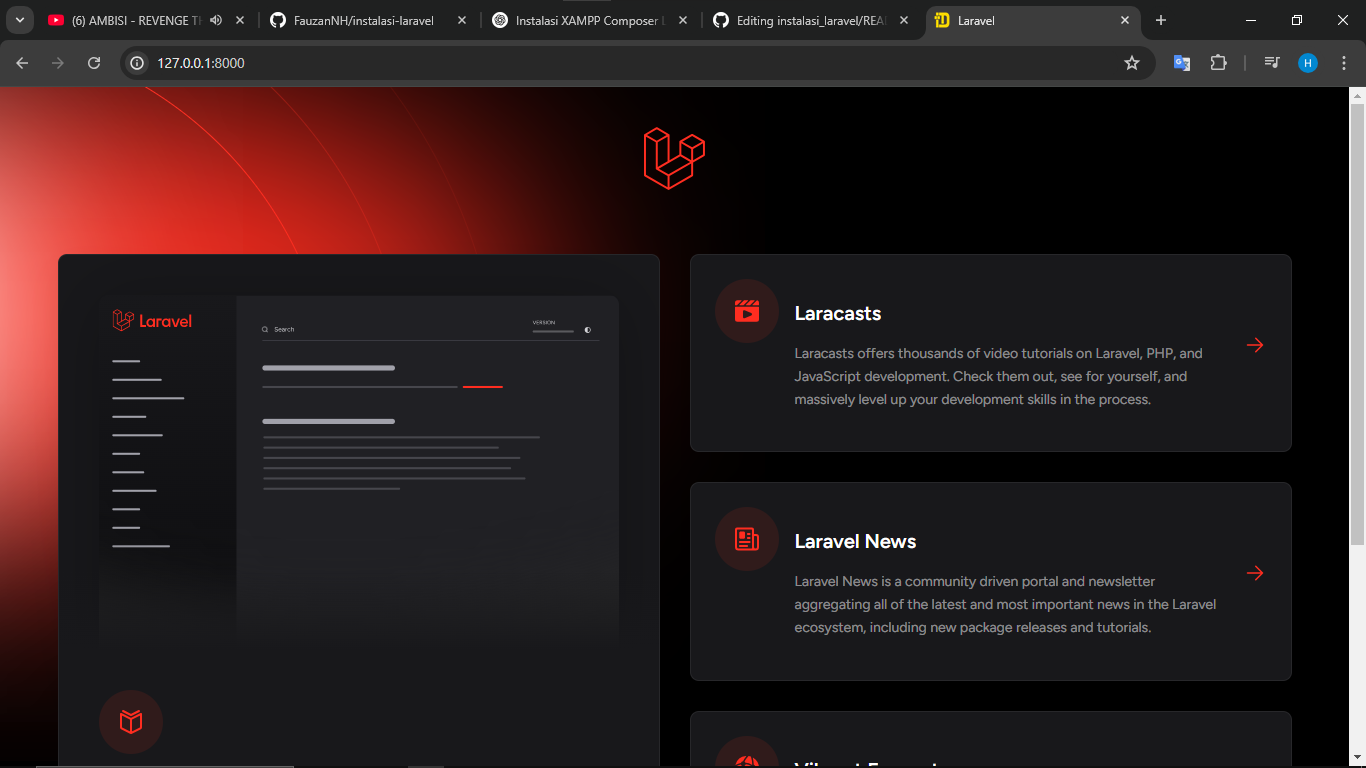 (6) AMBISI - REVENGE TH
FauzanNH/instalasi-laravel
Instalasi XAMPP Composer L
Editing instalasi_laravel/REA
Laravel
127.0.0.1:8000
H
Laravel
Search
VERSION
Laracasts
Laracasts offers thousands of video tutorials on Laravel, PHP, and
JavaScript development. Check them out, see for yourself, and
massively level up your development skills in the process.
Laravel News
Laravel News is a community driven portal and newsletter
aggregating all of the latest and most important news in the Laravel
ecosystem, including new package releases and tutorials.